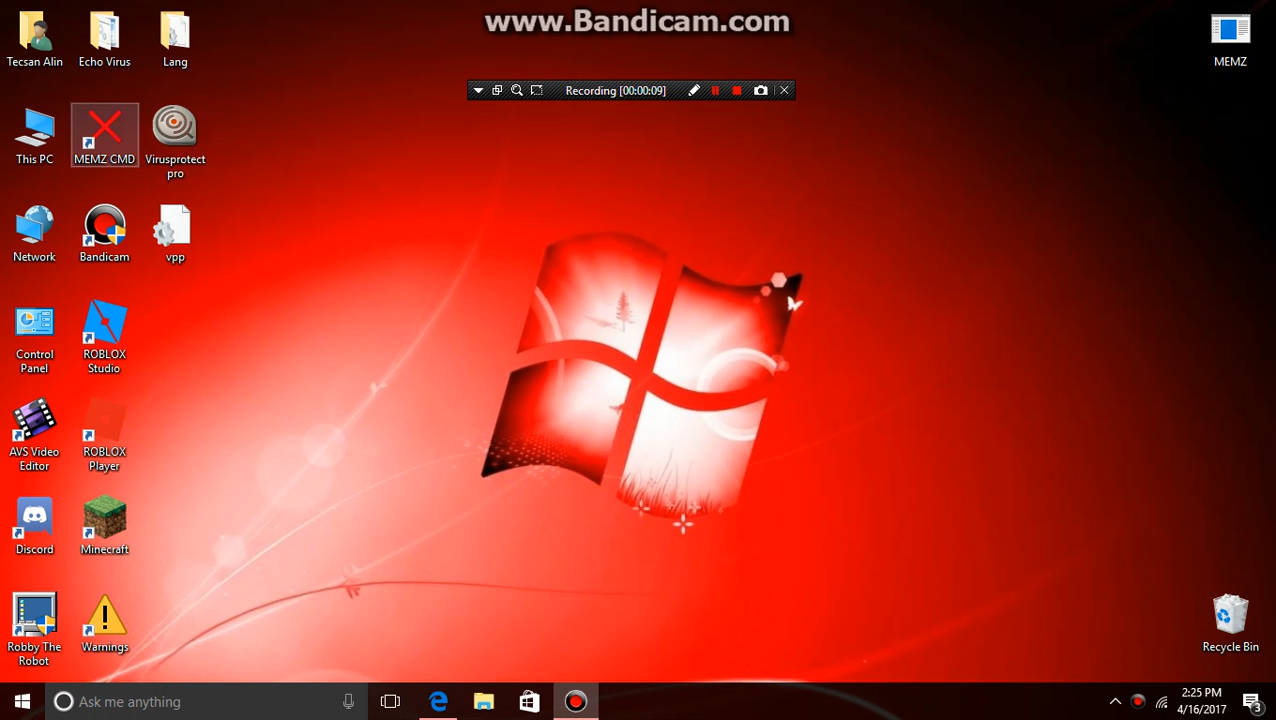 www.Bandicam.com
Recording [00:00:09]
Tecsan Alin
Echo Virus
Lang
MEMZ
This PC
MEMZ CMD
Virusprotect
pro
Network
Bandicam
vpp
Control
Panel
ROBLOX
Studio
AVS Video
Editor
ROBLOX
Player
Discord
Minecraft
Robby The
Robot
Warnings
Recycle Bin
Ask me anything
2:25 PM
4/16/2017
3